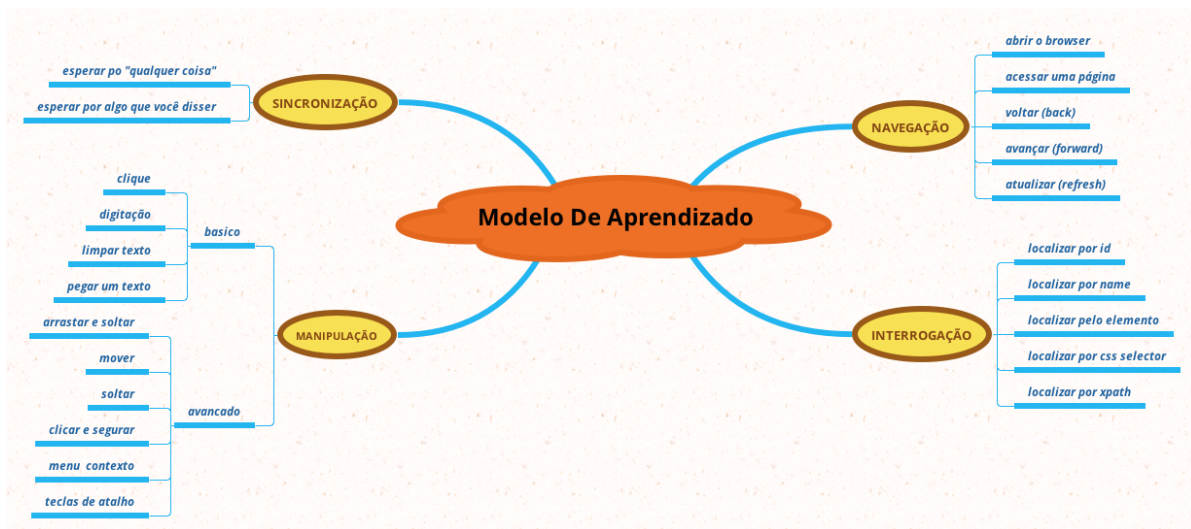 Modelo De Aprendizado
SINCRONIZAÇÃO
esperar po "qualquer coisa"
esperar por algo que você disser
MANIPULAÇÃO
basico
clique
digitação
limpar texto
pegar um texto
avancado
arrastar e soltar
mover
soltar
clicar e segurar
menu  contexto
teclas de atalho
NAVEGAÇÃO
abrir o browser
acessar uma página
voltar (back)
avançar (forward)
atualizar (refresh)
INTERROGAÇÃO
localizar por id
localizar por name
localizar pelo elemento
localizar por css selector
localizar por xpath